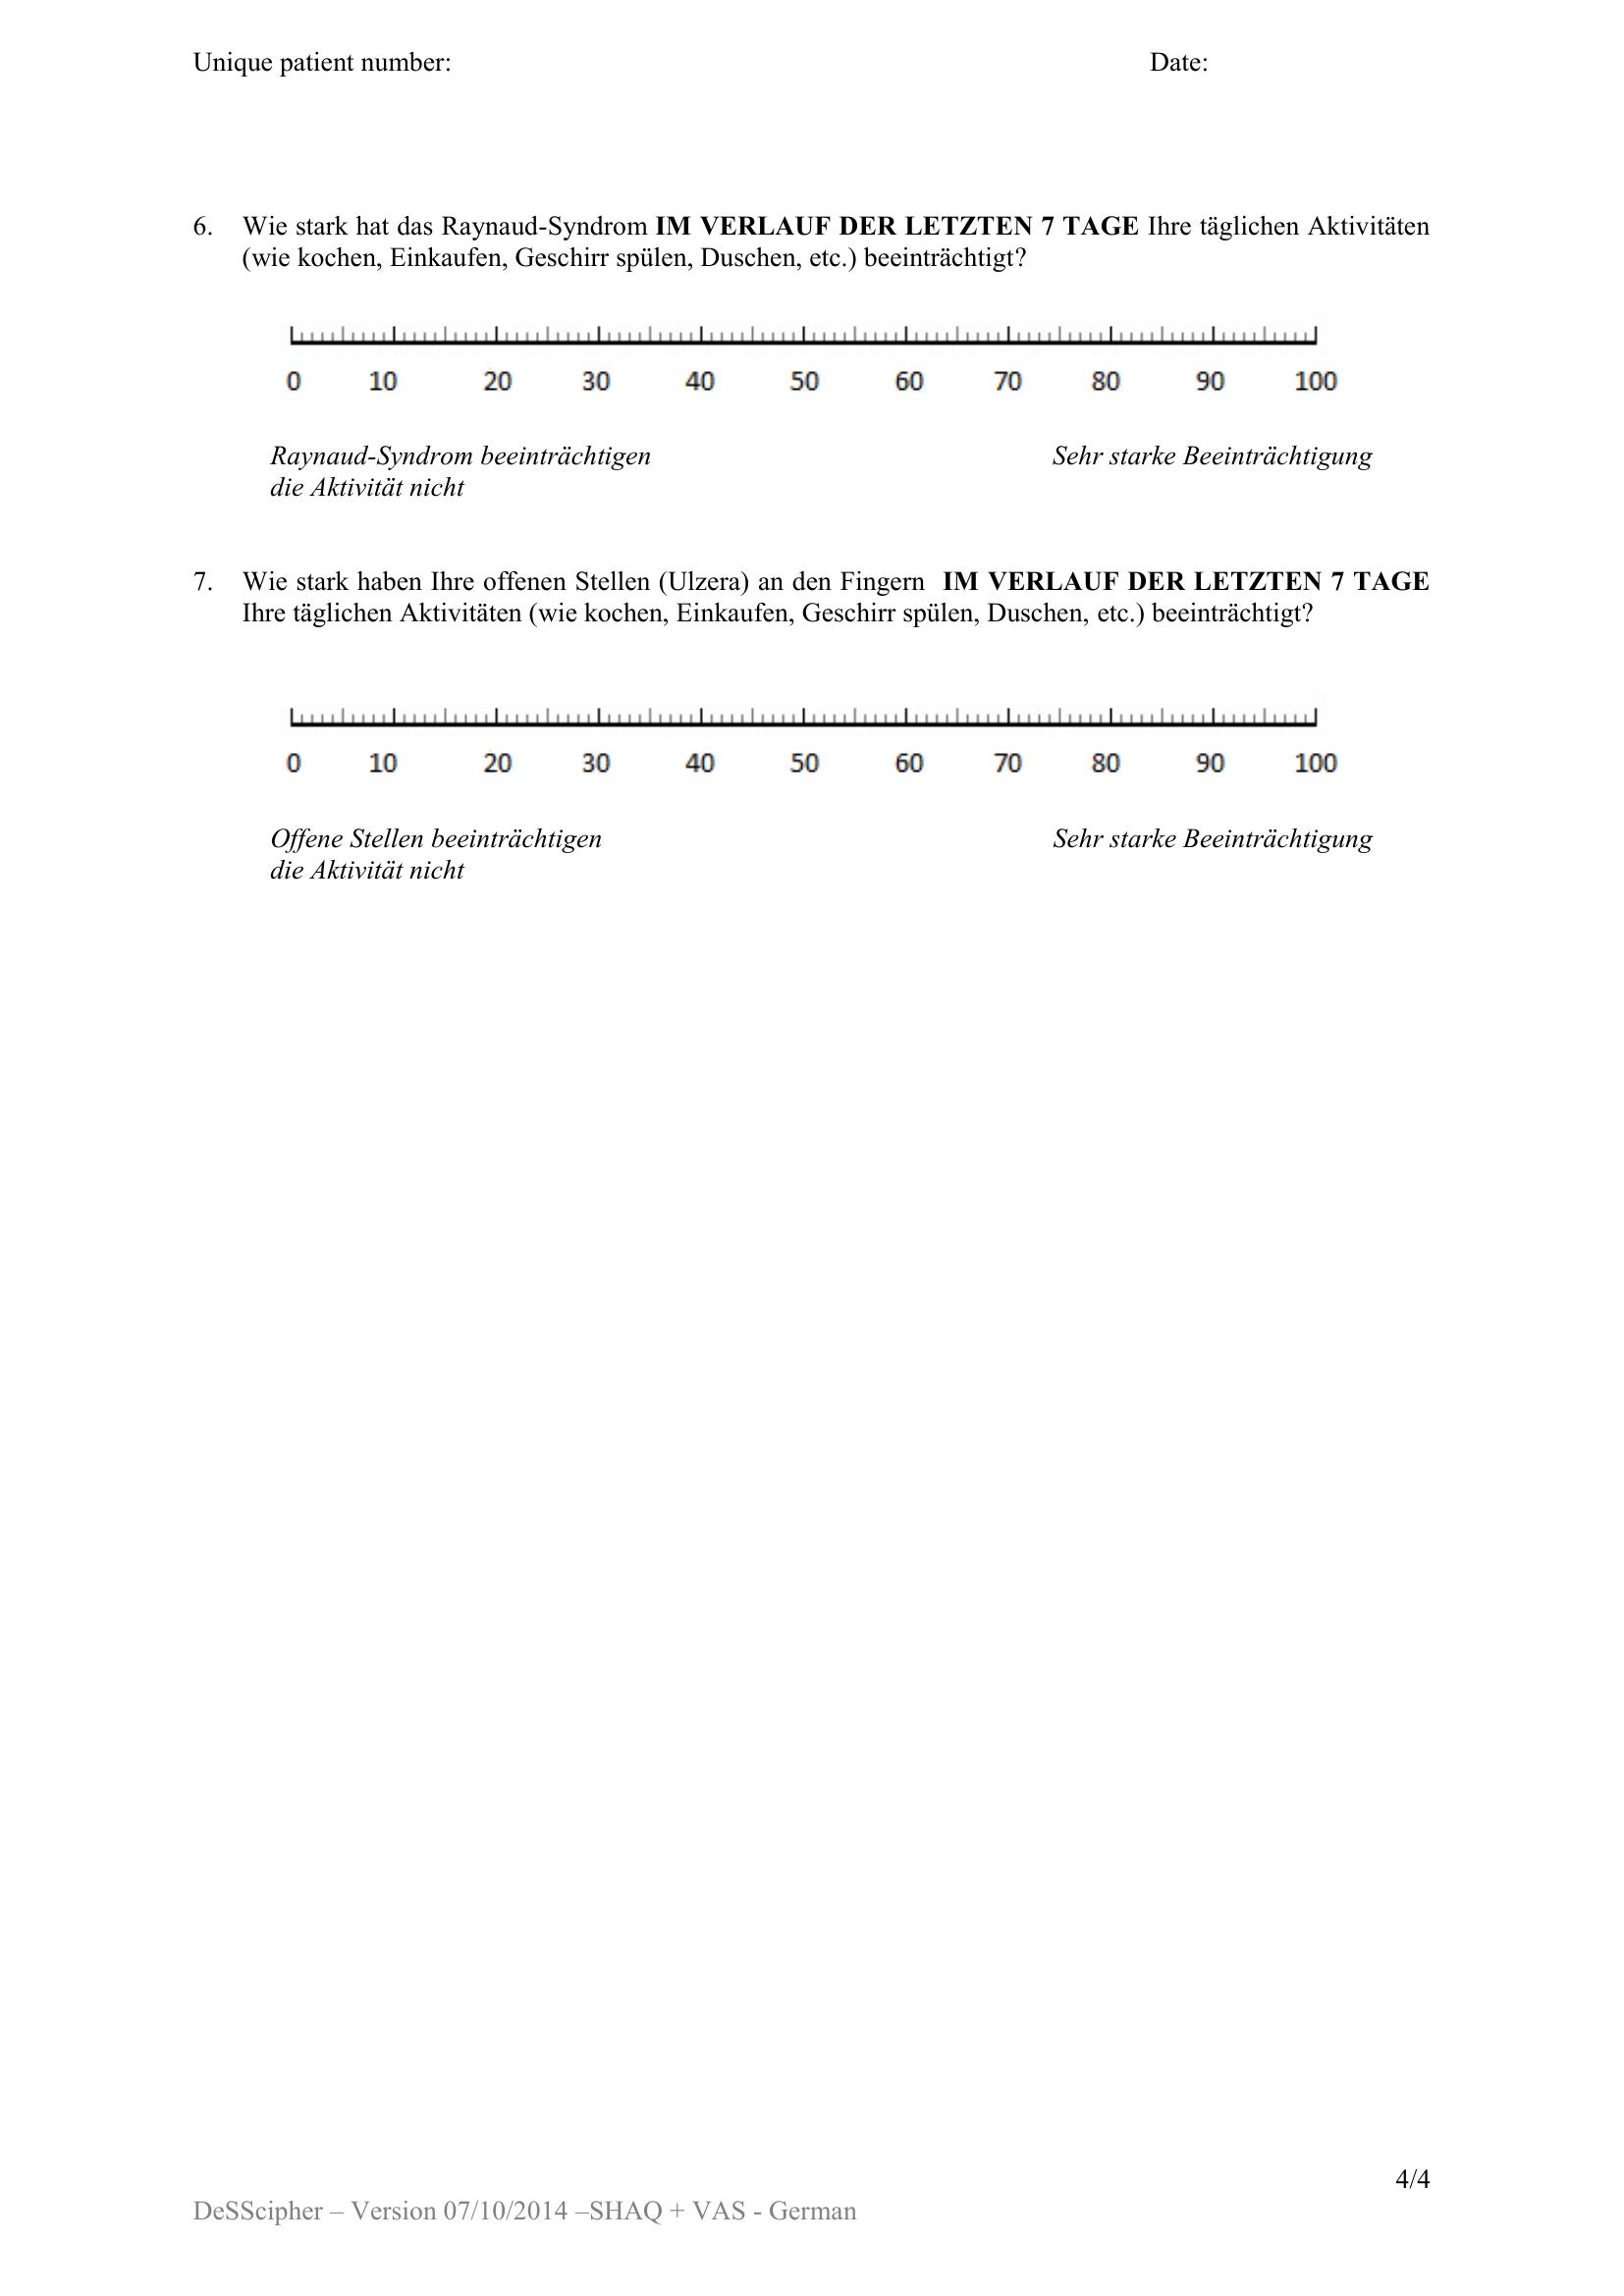 Unique patient number: Date:
6. Wie stark hat das Raynaud-Syndrom IM VERLAUF DER LETZTEN 7 TAGE Ihre täglichen Aktivitäten
(wie kochen, Einkaufen, Geschirr spülen, Duschen, etc.) beeinträchtigt?
0 10 20 30 40 50 60 70 80 90 100
Raynaud-Syndrom beeinträchtigen Sehr starke Beeinträchtigung
die Aktivität nicht
7. Wie stark haben Ihre offenen Stellen (Ulzera) an den Fingern IM VERLAUF DER LETZTEN 7 TAGE
Ihre täglichen Aktivitäten (wie kochen, Einkaufen, Geschirr spülen, Duschen, etc.) beeinträchtigt?
0 10 20 30 40 50 60 70 80 90 100
Offene Stellen beeinträchtigen Sehr starke Beeinträchtigung
die Aktivität nicht
4/4
DeSScipher – Version 07/10/2014 –SHAQ + VAS - German